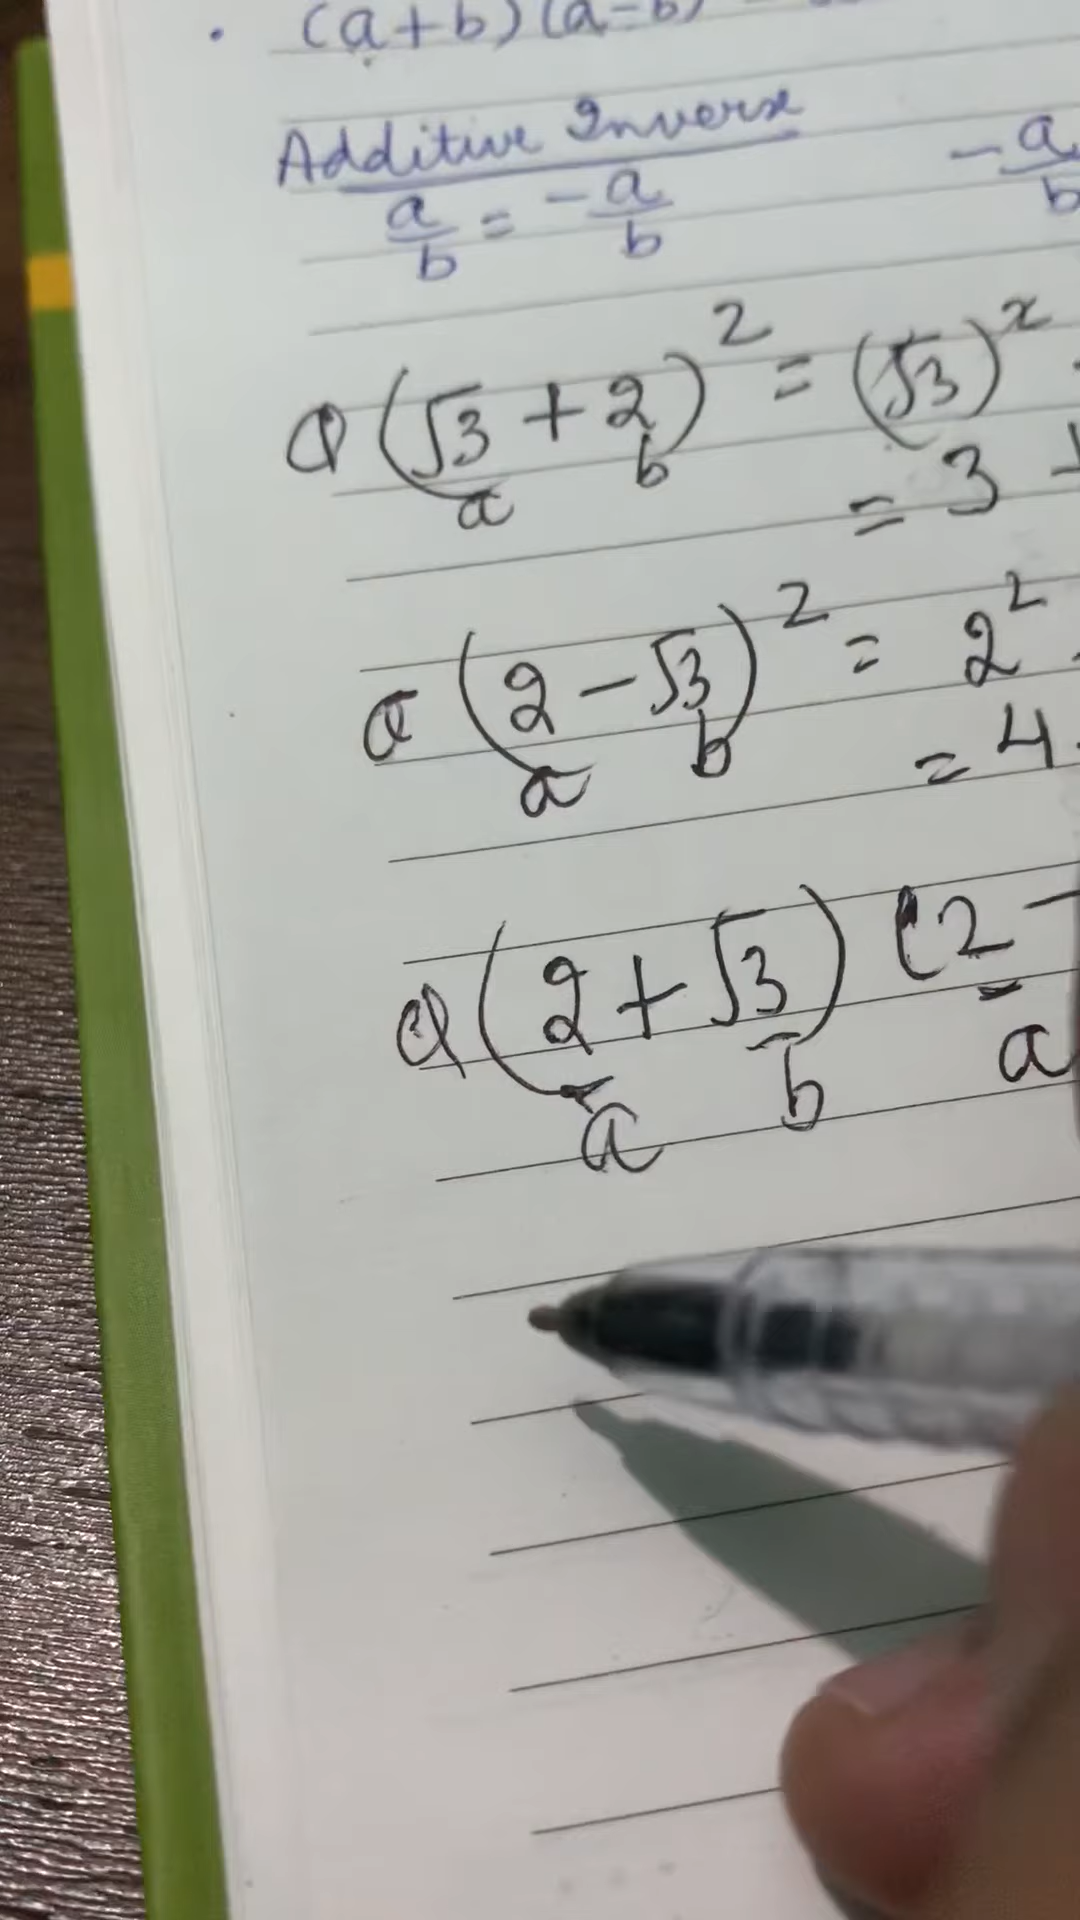 . (a+b)(a-b)
Additive Inverse
a/b = -a/b -a/b
Q (√3 + 2)² = (√3)²
a b
= 3 +
Q (2 - √3)² = 2²
a b
= 4
Q (2 + √3) (2 -
a b a